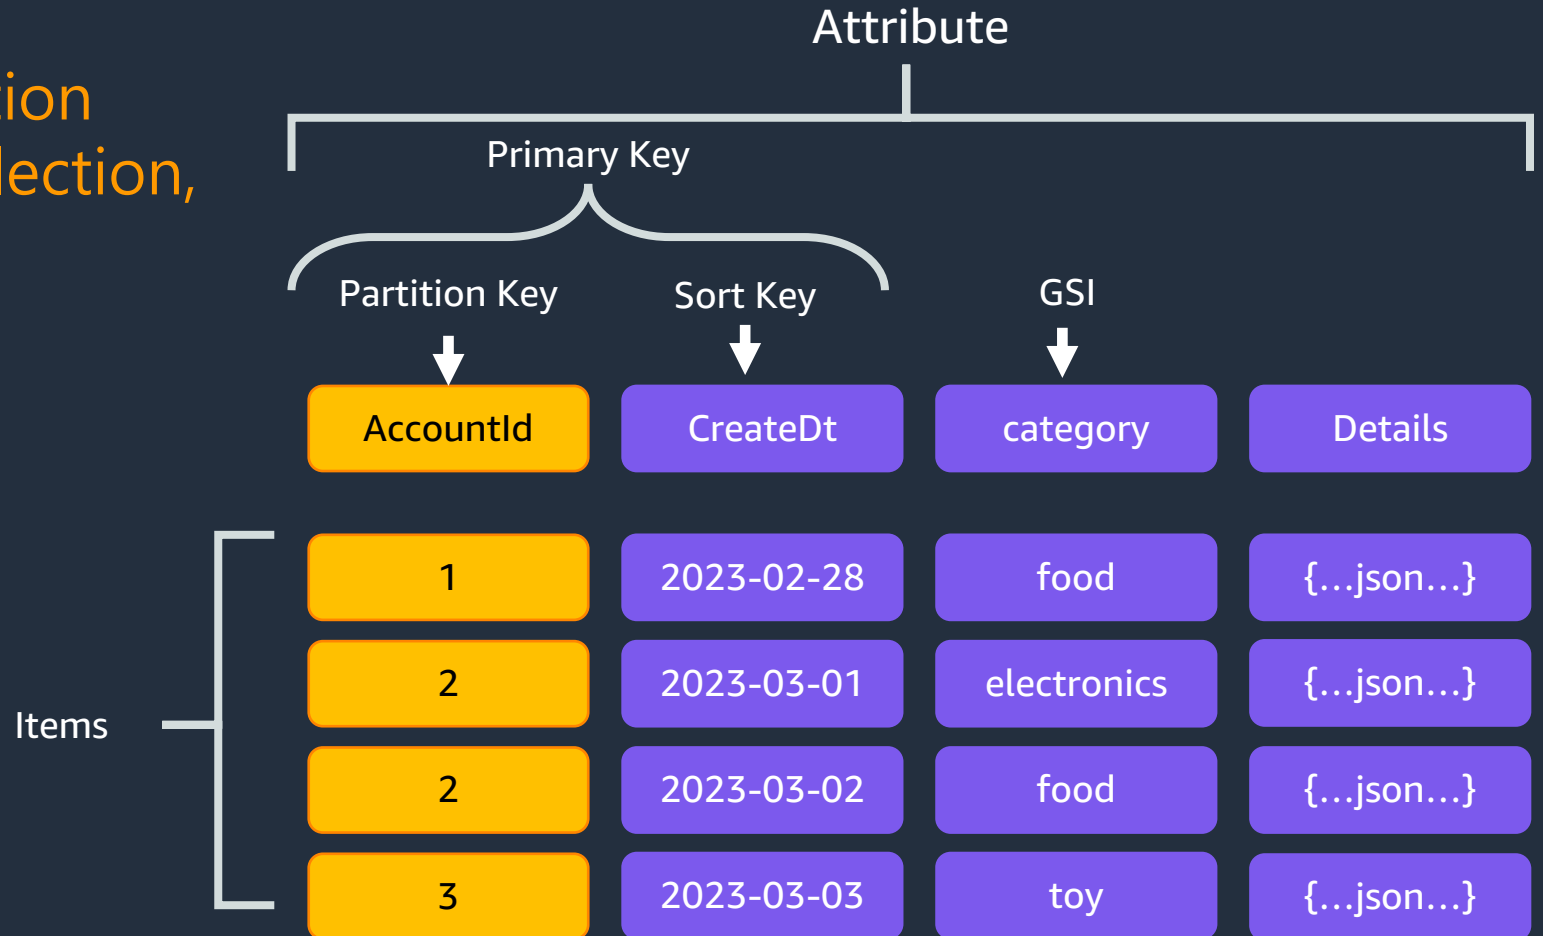 Attribute
tion
lection,
Primary Key
Partition Key
Sort Key
GSI
AccountId
CreateDt
category
Details
1
2023-02-28
food
{...json...}
2
2023-03-01
electronics
{...json...}
Items
2
2023-03-02
food
{...json...}
3
2023-03-03
toy
{...json...}